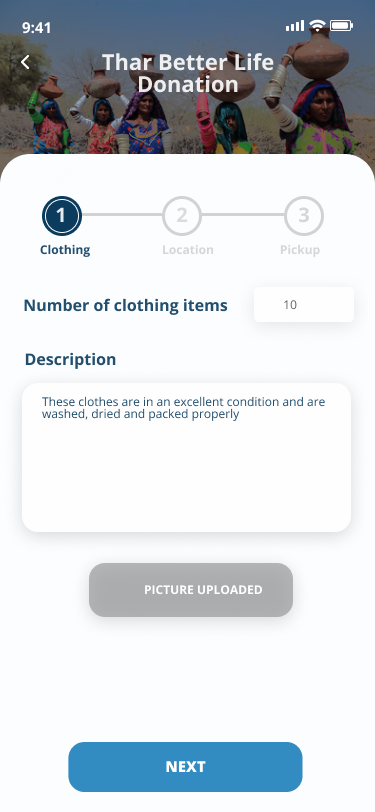 9:41
Thar Better Life
Donation
1
2
3
Clothing
Location
Pickup
Number of clothing items
10
Description
These clothes are in an excellent condition and are
washed, dried and packed properly
PICTURE UPLOADED
NEXT